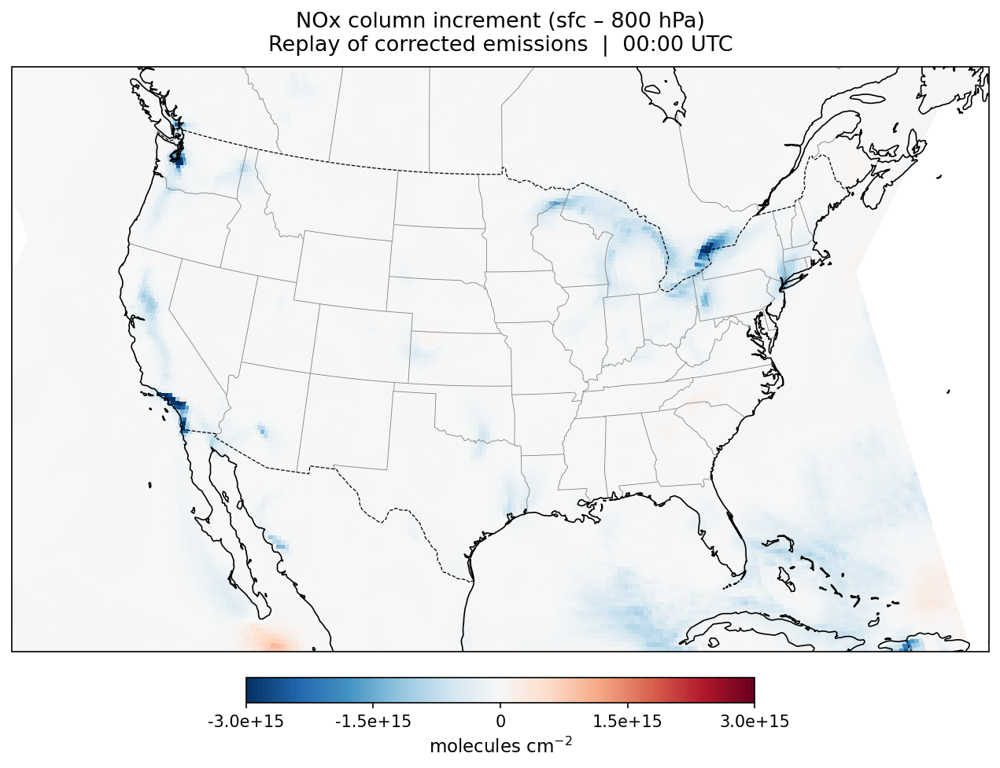 NOx column increment (sfc – 800 hPa)
Replay of corrected emissions | 00:00 UTC
-3.0e+15 -1.5e+15 0 1.5e+15 3.0e+15
molecules cm⁻²